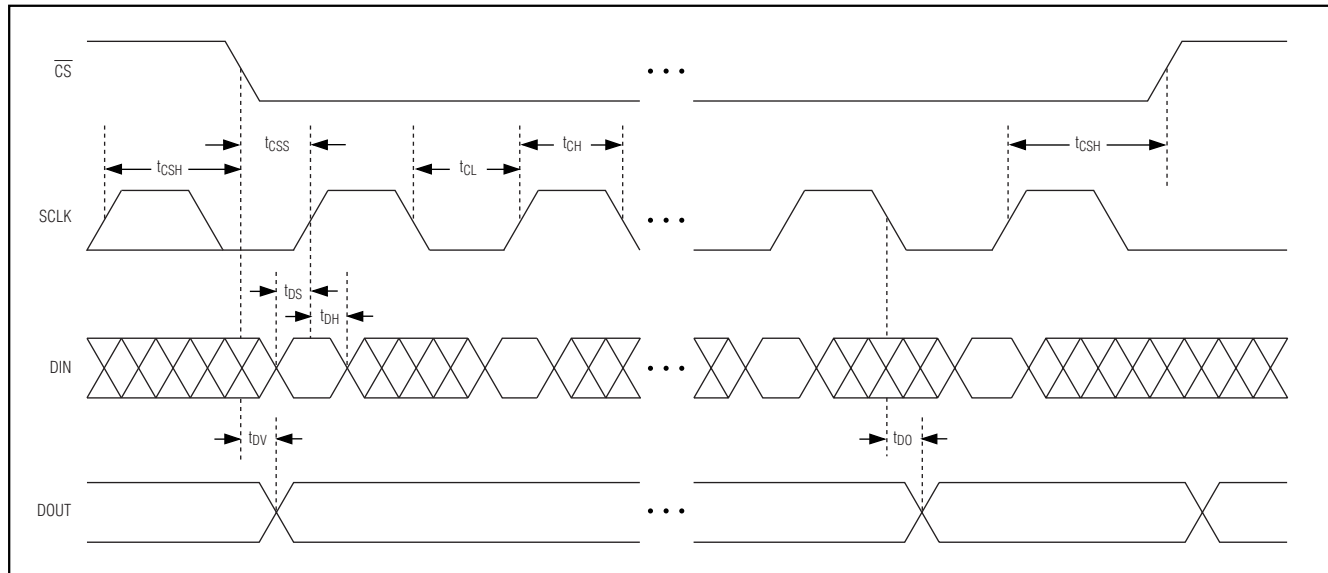 CS
tCSH
tCSS
tCL
tCH
tCSH
SCLK
tDS
tDH
DIN
tDV
tDO
DOUT